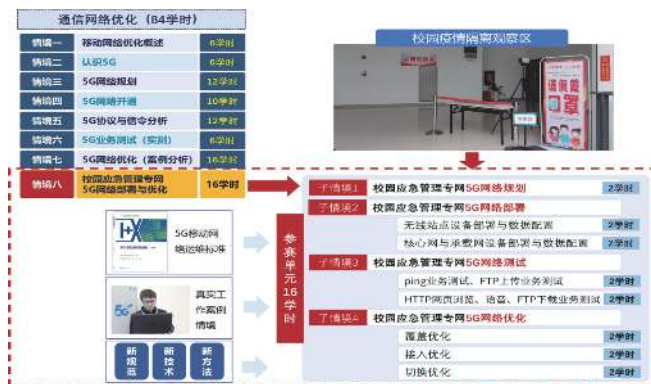 通信网络优化（84学时）
情境一 移动网络优化概述 6学时
情境二 认识5G 6学时
情境三 5G网络规划 12学时
情境四 5G网络开通 10学时
情境五 5G协议与信令分析 12学时
情境六 5G业务测试（实测） 6学时
情境七 5G网络优化（案例分析） 16学时
情境八 校园应急管理专网
5G网络部署与优化 16学时
校园疫情隔离观察区
请佩戴
口罩
1+X
5G移动网
络运维标准
5G
真实工
作案例
情境
新规范
新技术
新方法
参赛单元16学时
子情境1 校园应急管理专网5G网络规划 2学时
子情境2 校园应急管理专网5G网络部署
无线站点设备部署与数据配置 2学时
核心网与承载网设备部署与数据配置 2学时
子情境3 校园应急管理专网5G网络测试
ping业务测试、FTP上传业务测试 2学时
HTTP网页浏览、语音、FTP下载业务测试 2学时
子情境4 校园应急管理专网5G网络优化
覆盖优化 2学时
接入优化 2学时
切换优化 2学时